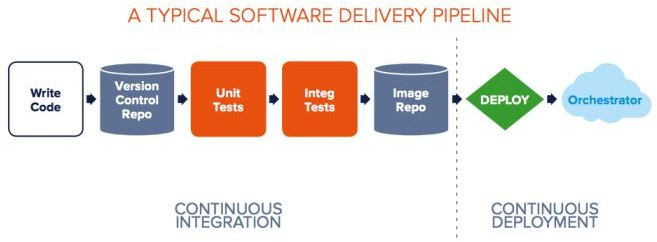 A TYPICAL SOFTWARE DELIVERY PIPELINE
Write
Code
Version
Control
Repo
Unit
Tests
Integ
Tests
Image
Repo
DEPLOY
Orchestrator
CONTINUOUS
INTEGRATION
CONTINUOUS
DEPLOYMENT